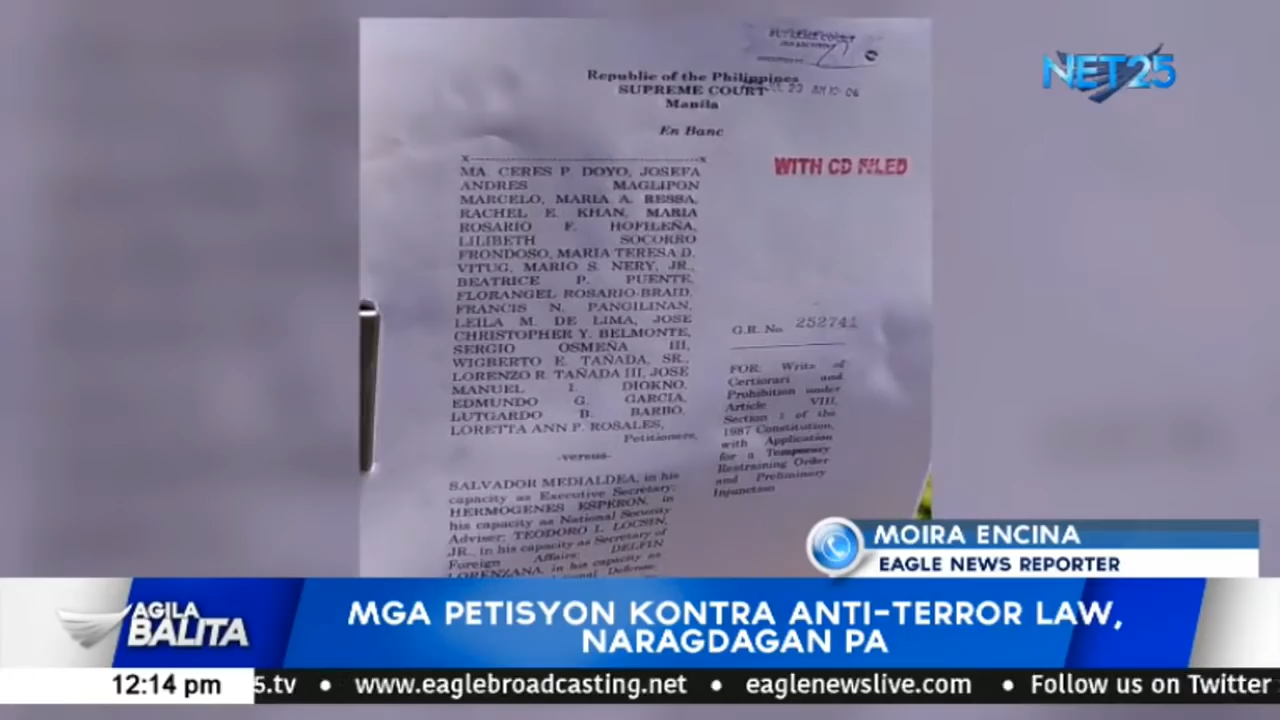 SUPREME COURT
JUL 23 AM 10:06
NET25
Republic of the Philippines
SUPREME COURT
Manila
En Banc
WITH CD FILED
x-----------------------------------------x
MA. CERES P. DOYO, JOSEFA
ANDRES MAGLIPON
MARCELO, MARIA A. RESSA,
RACHEL E. KHAN, MARIA
ROSARIO F. HOFILEÑA,
LILIBETH SOCORRO
FRONDOSO, MARIA TERESA D.
VITUG, MARIO S. NERY, JR.,
BEATRICE P. PUENTE,
FLORANGEL ROSARIO-BRAID,
FRANCIS N. PANGILINAN,
LEILA M. DE LIMA, JOSE
CHRISTOPHER Y. BELMONTE,
SERGIO OSMEÑA III,
WIGBERTO E. TAÑADA, SR.,
LORENZO R. TAÑADA III, JOSE
MANUEL I. DIOKNO,
EDMUNDO G. GARCIA,
LUTGARDO B. BARBO,
LORETTA ANN P. ROSALES,
Petitioners,
-versus-
SALVADOR MEDIALDEA, in his
capacity as Executive Secretary;
HERMOGENES ESPERON, in
his capacity as National Security
Adviser; TEODORO L. LOCSIN,
JR., in his capacity as Secretary of
Foreign Affairs; DELFIN
LORENZANA, in his capacity as
Defense,
G.R. No. 252741
FOR: Writs of
Certiorari and
Prohibition under
Article VIII,
Section 1 of the
1987 Constitution,
with Application
for a Temporary
Restraining Order
and Preliminary
Injunction
MOIRA ENCINA
EAGLE NEWS REPORTER
AGILA
BALITA
MGA PETISYON KONTRA ANTI-TERROR LAW,
NARAGDAGAN PA
12:14 pm 5.tv • www.eaglebroadcasting.net • eaglenewslive.com • Follow us on Twitter